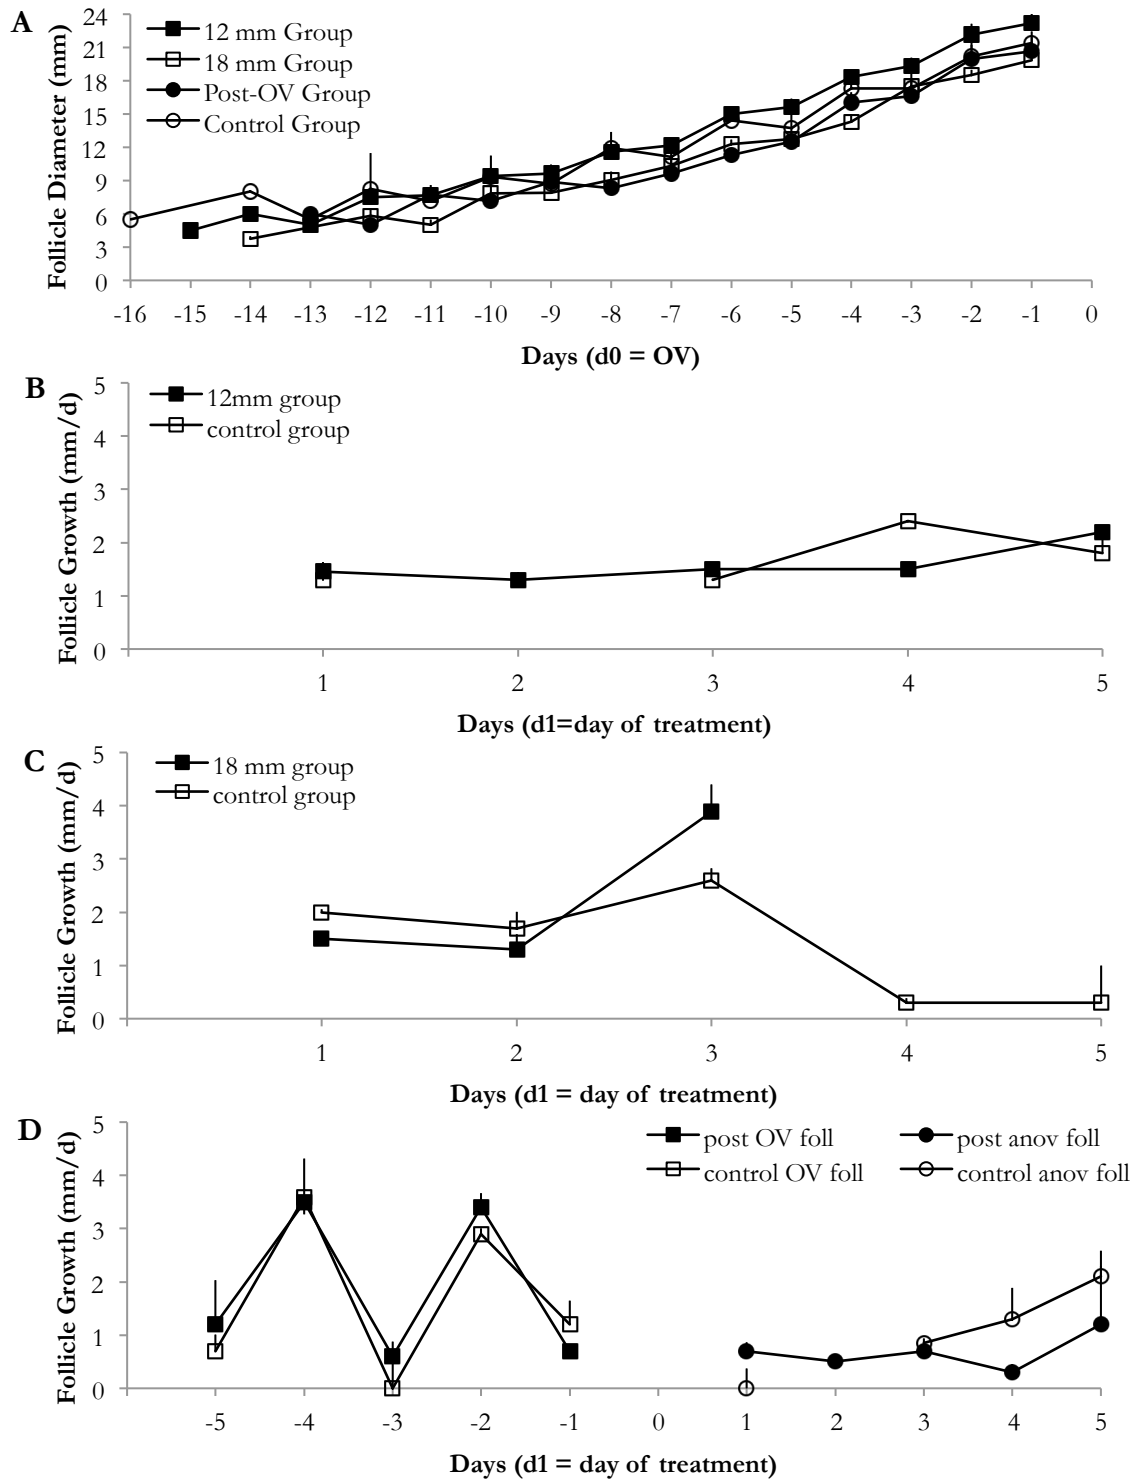 A
Follicle Diameter (mm)
24
21
18
15
12
9
6
3
0
12 mm Group
18 mm Group
Post-OV Group
Control Group
-16 -15 -14 -13 -12 -11 -10 -9 -8 -7 -6 -5 -4 -3 -2 -1 0
Days (d0 = OV)
B
Follicle Growth (mm/d)
5
4
3
2
1
0
12mm group
control group
1 2 3 4 5
Days (d1=day of treatment)
C
Follicle Growth (mm/d)
5
4
3
2
1
0
18 mm group
control group
1 2 3 4 5
Days (d1 = day of treatment)
D
Follicle Growth (mm/d)
5
4
3
2
1
0
post OV foll post anov foll
control OV foll control anov foll
-5 -4 -3 -2 -1 0 1 2 3 4 5
Days (d1 = day of treatment)